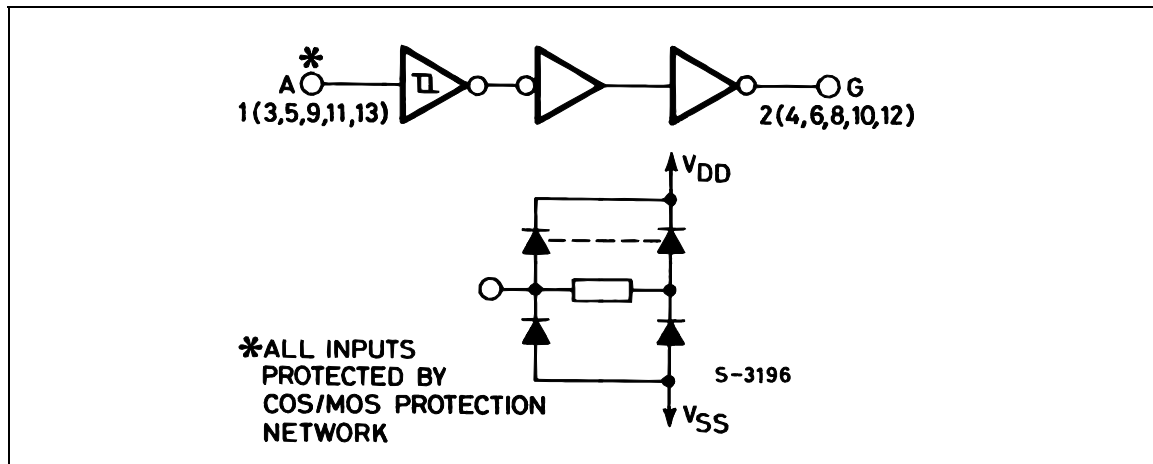 *
A G
1(3,5,9,11,13) 2(4,6,8,10,12)
VDD
*ALL INPUTS
PROTECTED BY
COS/MOS PROTECTION
NETWORK
S-3196
VSS